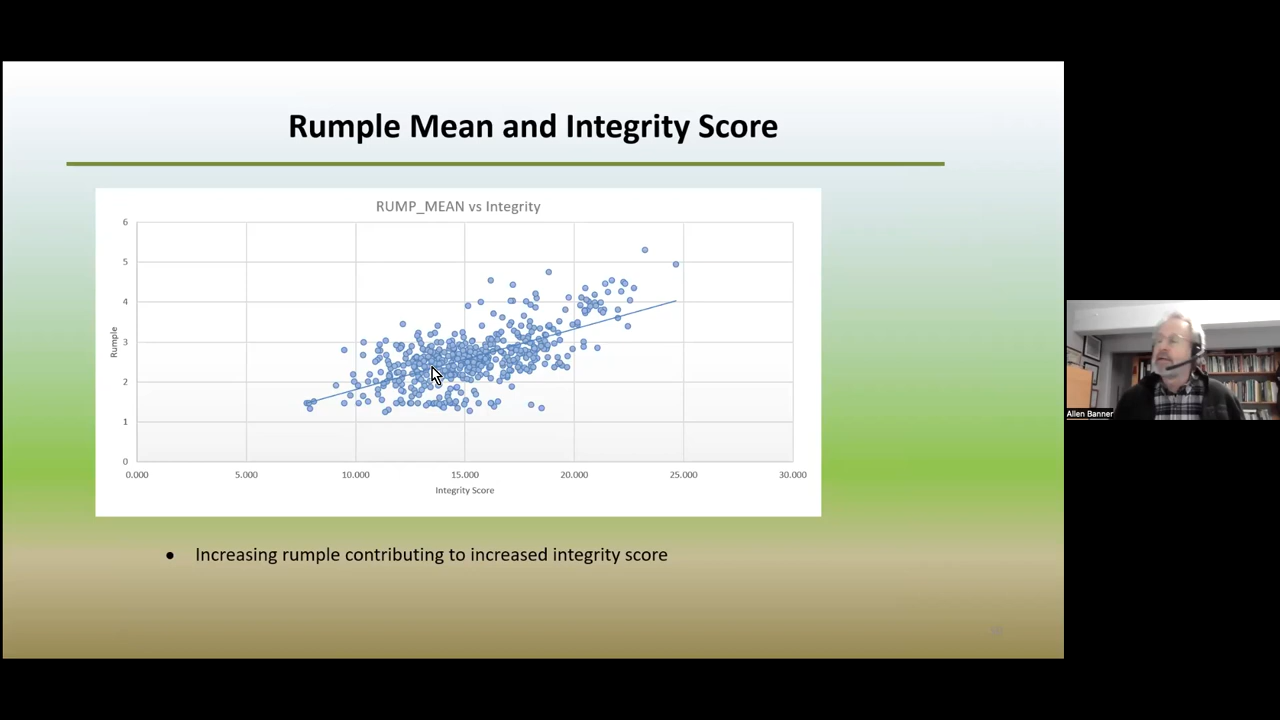 Rumple Mean and Integrity Score
RUMP_MEAN vs Integrity
6
5
4
3
2
1
0
Rumple
0.000 5.000 10.000 15.000 20.000 25.000 30.000
Integrity Score
● Increasing rumple contributing to increased integrity score
Allen Banner